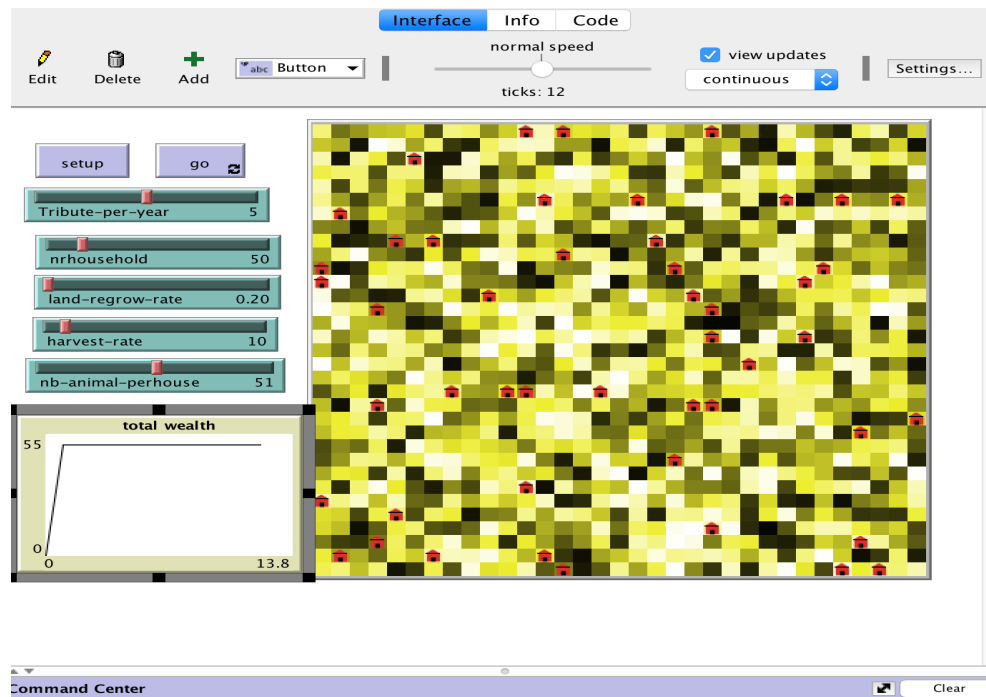 Interface Info Code
Edit Delete Add abc Button normal speed view updates
ticks: 12 continuous Settings...
setup go
Tribute-per-year 5
nrhousehold 50
land-regrow-rate 0.20
harvest-rate 10
nb-animal-perhouse 51
total wealth
55
0
0 13.8
Command Center Clear